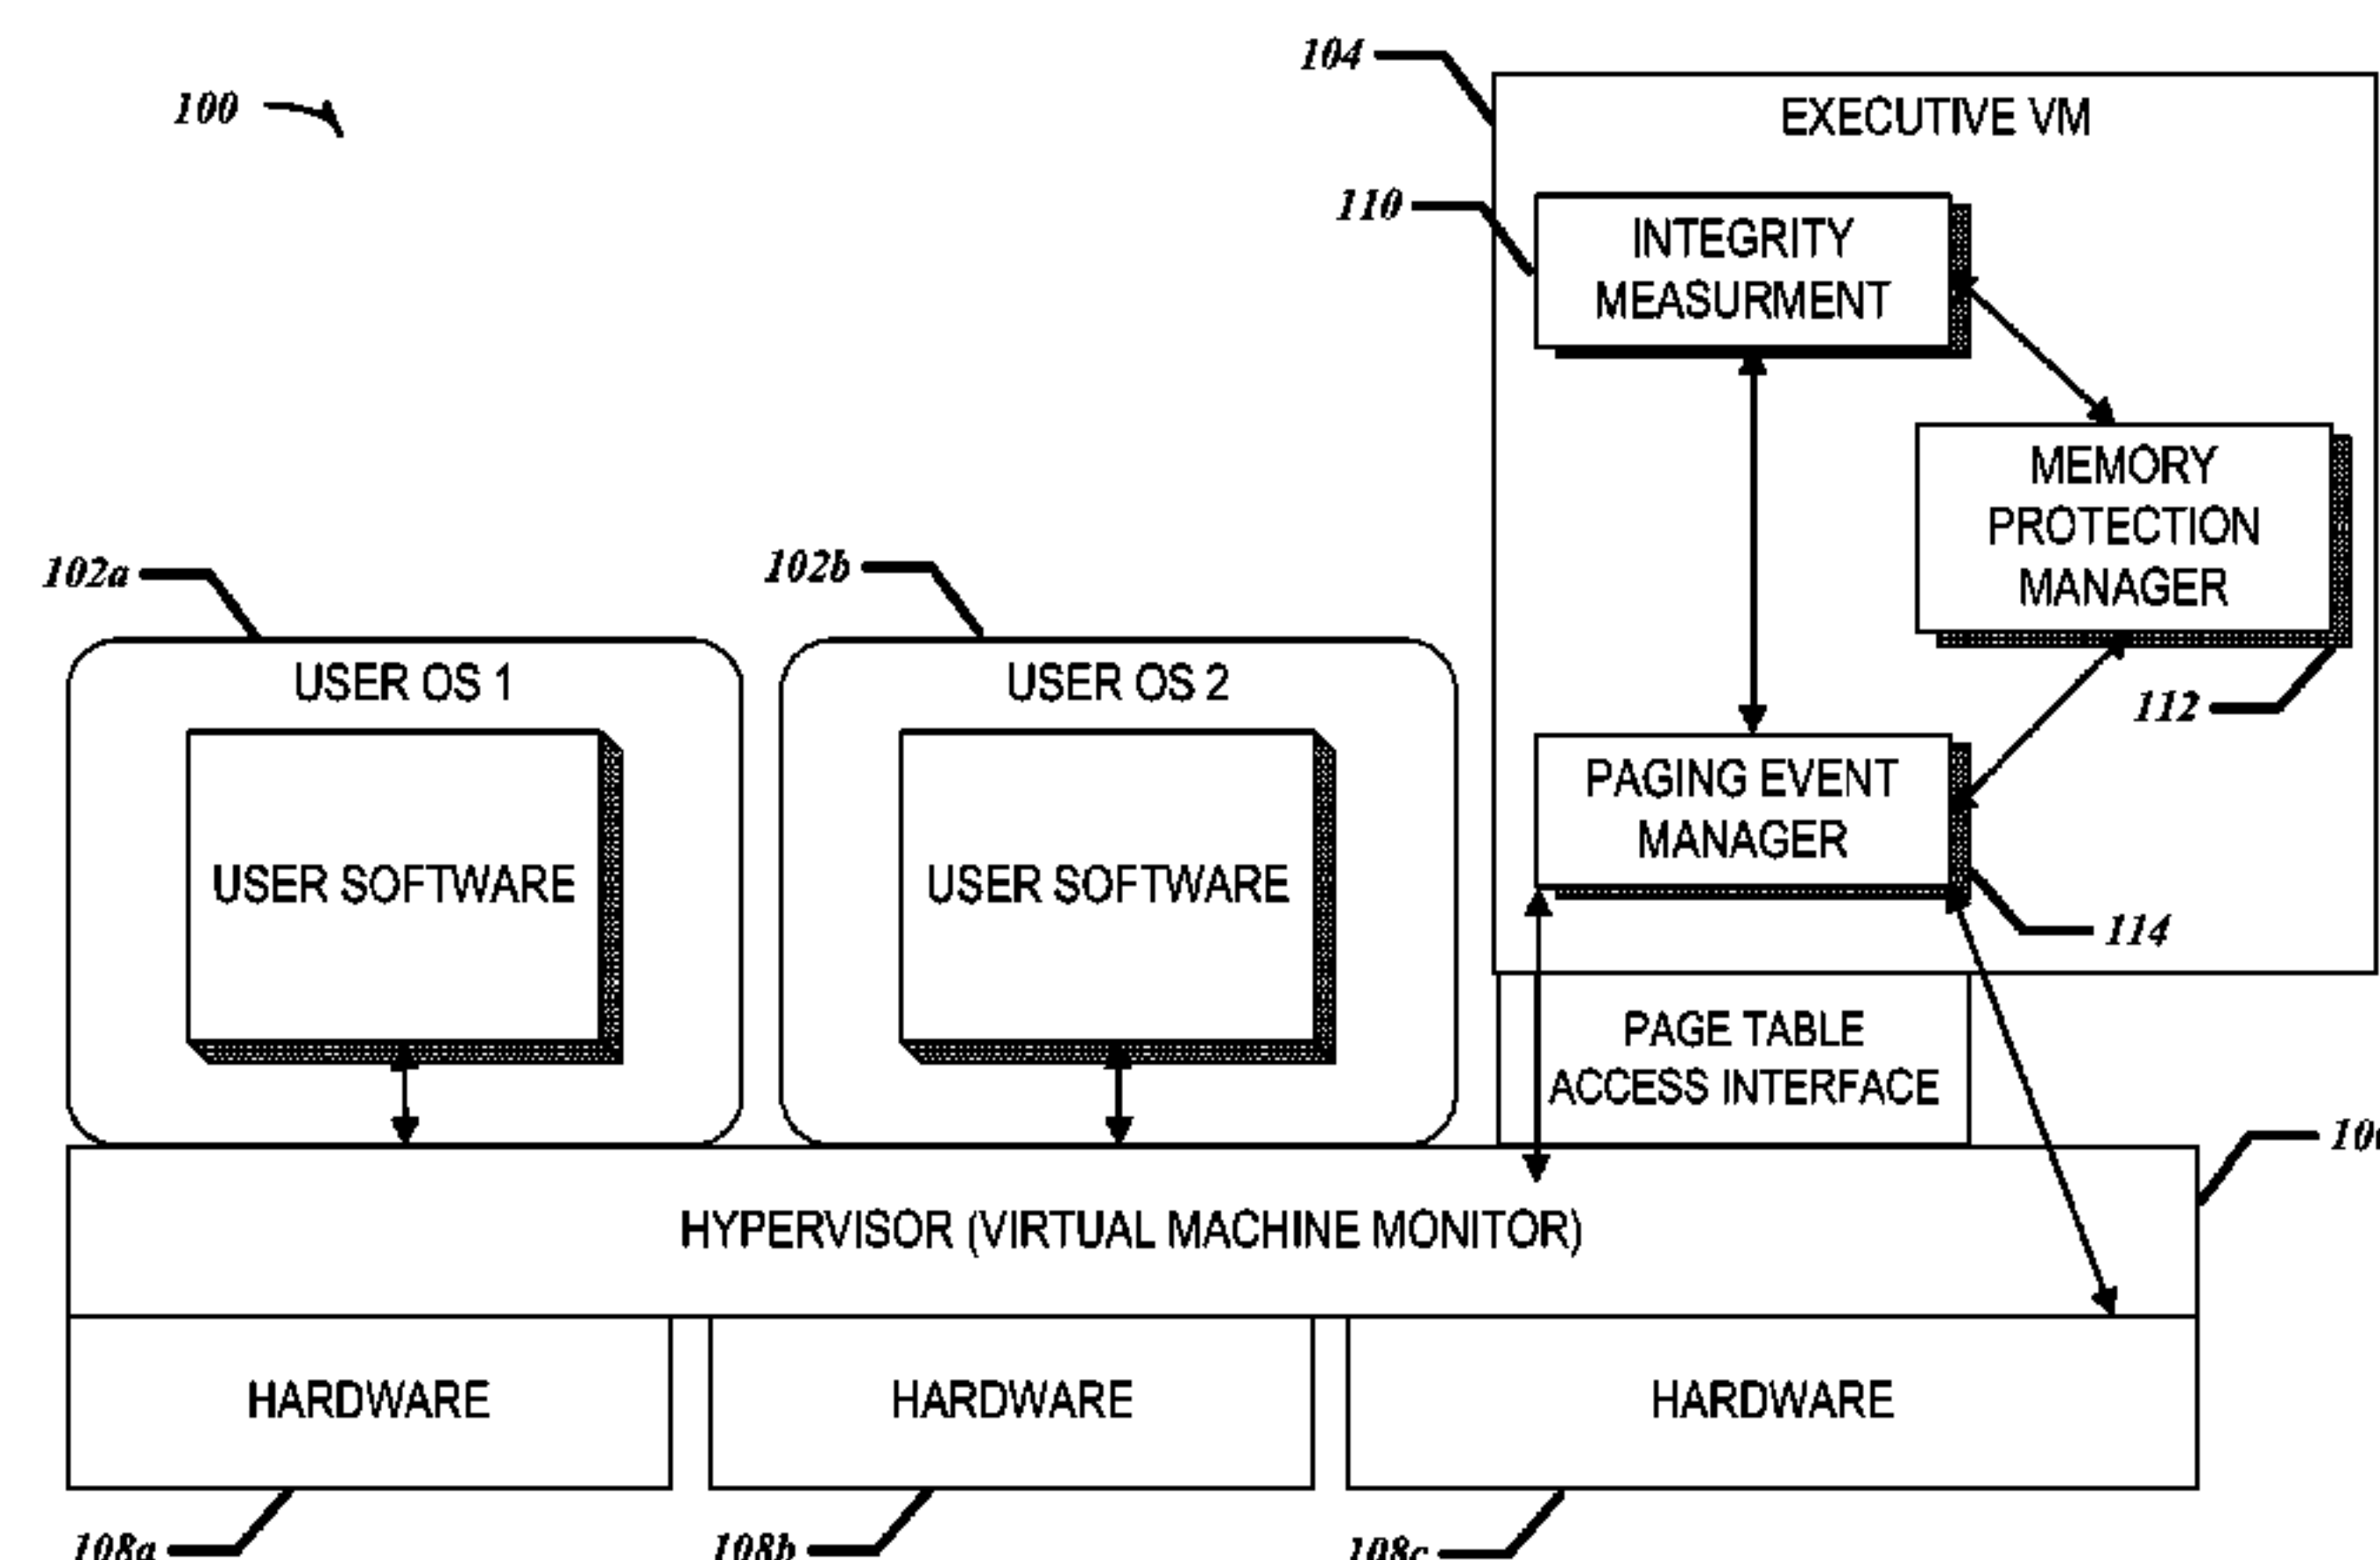 104
EXECUTIVE VM
100
110
INTEGRITY
MEASURMENT
MEMORY
PROTECTION
MANAGER
102a
102b
USER OS 1
USER OS 2
112
PAGING EVENT
MANAGER
USER SOFTWARE
USER SOFTWARE
114
PAGE TABLE
ACCESS INTERFACE
HYPERVISOR (VIRTUAL MACHINE MONITOR)
HARDWARE
HARDWARE
HARDWARE
108a
108b
108c